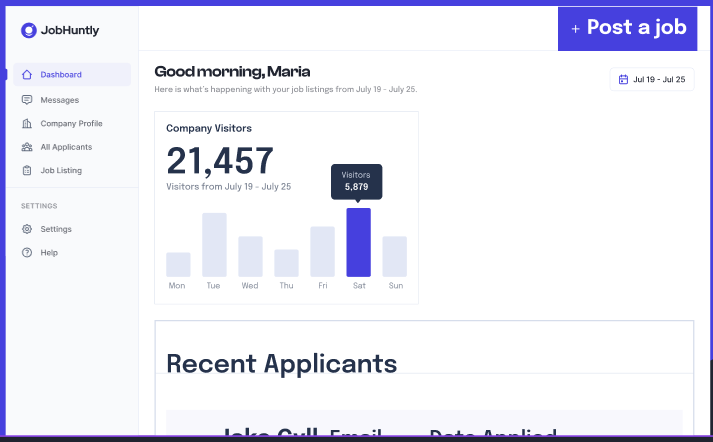 JobHuntly
+ Post a job
Dashboard
Messages
Company Profile
All Applicants
Job Listing
SETTINGS
Settings
Help
Good morning, Maria
Here is what's happening with your job listings from July 19 - July 25.
Jul 19 - Jul 25
Company Visitors
21,457
Visitors from July 19 - July 25
Visitors
5,879
Mon Tue Wed Thu Fri Sat Sun
Recent Applicants
Email Date Applied